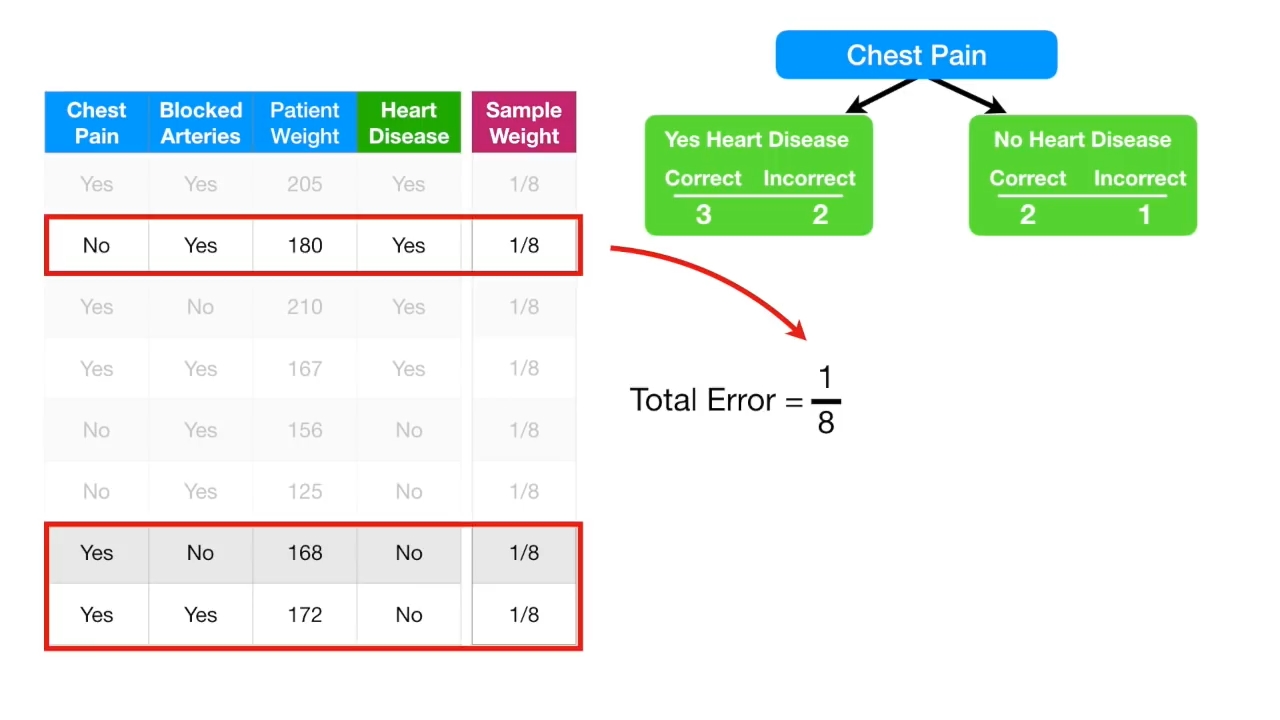 Chest Pain
Chest Pain Blocked Arteries Patient Weight Heart Disease Sample Weight
Yes Yes 205 Yes 1/8
No Yes 180 Yes 1/8
Yes No 210 Yes 1/8
Yes Yes 167 Yes 1/8
No Yes 156 No 1/8
No Yes 125 No 1/8
Yes No 168 No 1/8
Yes Yes 172 No 1/8
Yes Heart Disease
Correct Incorrect
3 2
No Heart Disease
Correct Incorrect
2 1
Total Error = 1/8